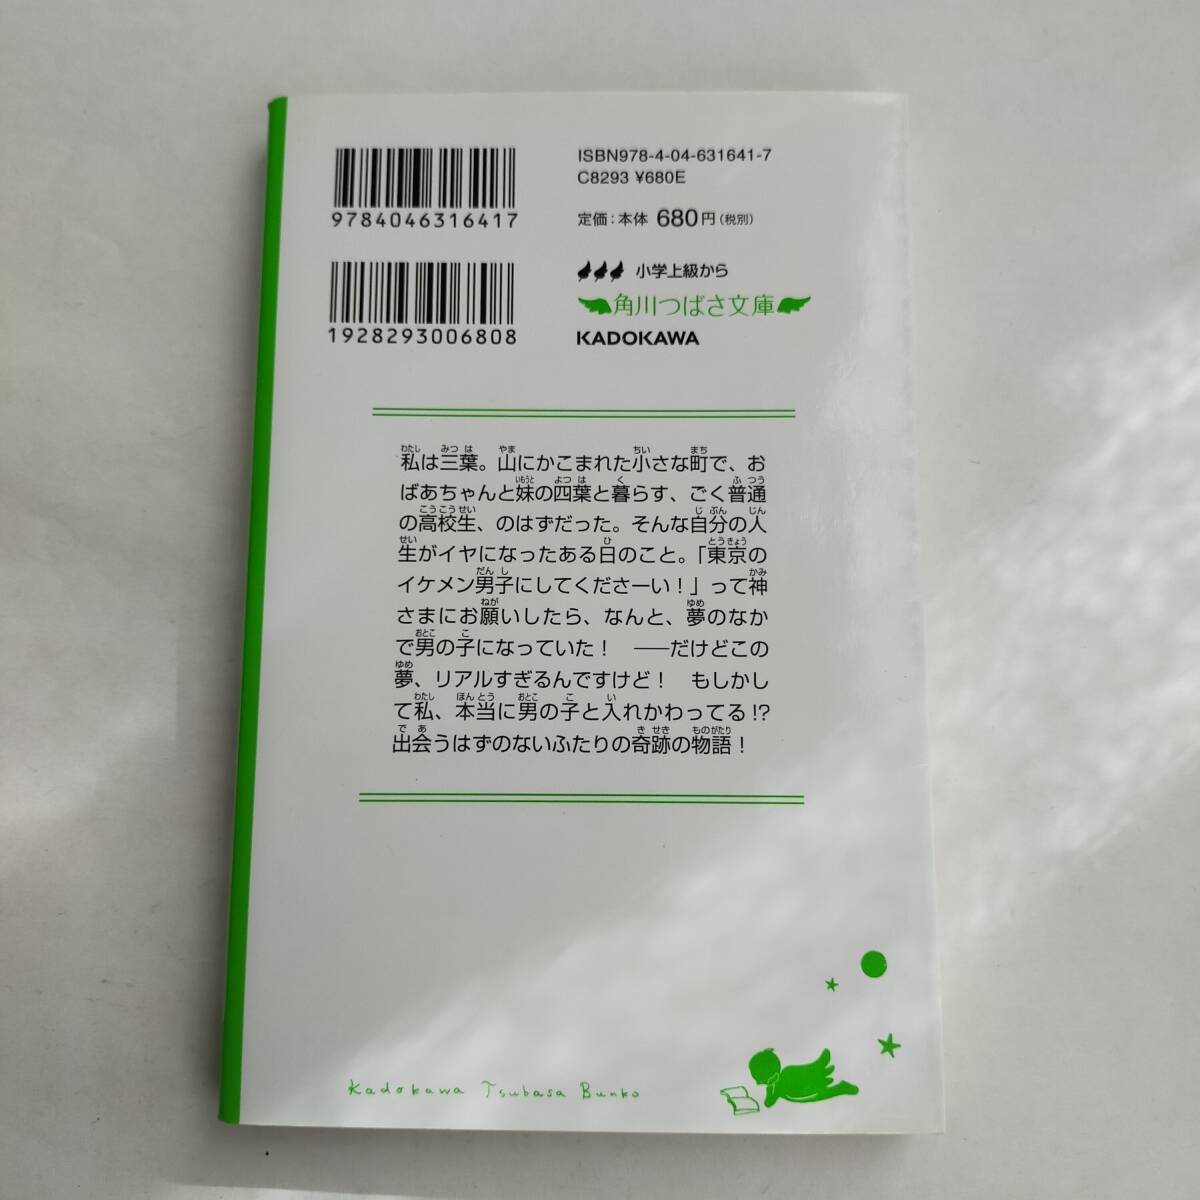 9784046316417
1928293006808
ISBN978-4-04-631641-7
C8293 ¥680E
定価:本体680円(税別)
小学上級から
角川つばさ文庫
KADOKAWA
私は三葉。山にかこまれた小さな町で、お
ばあちゃんと妹の四葉と暮らす、ごく普通
の高校生、のはずだった。そんな自分の人
生がイヤになったある日のこと。「東京の
イケメン男子にしてくださーい!」って神
さまにお願いしたら、なんと、夢のなか
で男の子になっていた! ――だけどこの
夢、リアルすぎるんですけど! もしかし
て私、本当に男の子と入れかわってる!?
出会うはずのないふたりの奇跡の物語!
Kadokawa Tsubasa Bunko